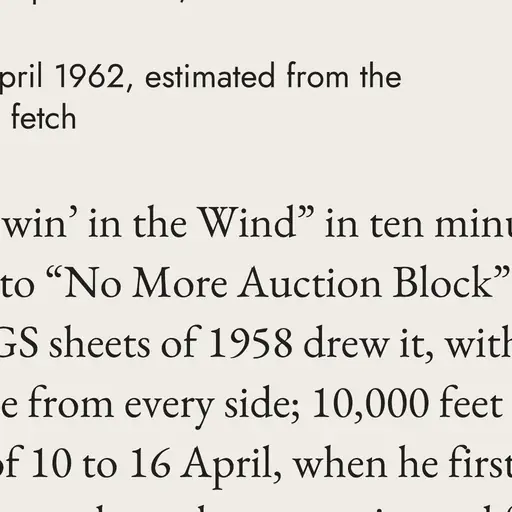 pril 1962, estimated from the
fetch
win’ in the Wind” in ten minu
to “No More Auction Block”
GS sheets of 1958 drew it, with
e from every side; 10,000 feet
of 10 to 16 April, when he first